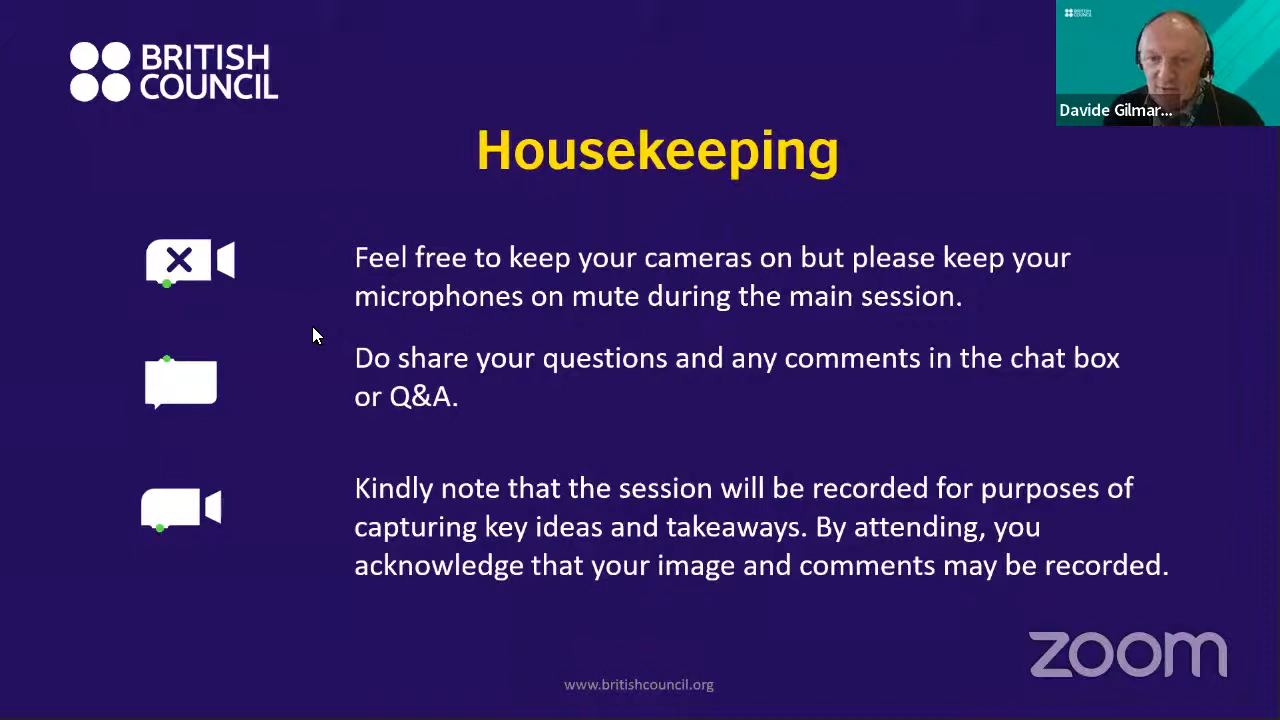 BRITISH
COUNCIL
BRITISH
COUNCIL
Davide Gilmar...
Housekeeping
Feel free to keep your cameras on but please keep your
microphones on mute during the main session.
Do share your questions and any comments in the chat box
or Q&A.
Kindly note that the session will be recorded for purposes of
capturing key ideas and takeaways. By attending, you
acknowledge that your image and comments may be recorded.
zoom
www.britishcouncil.org